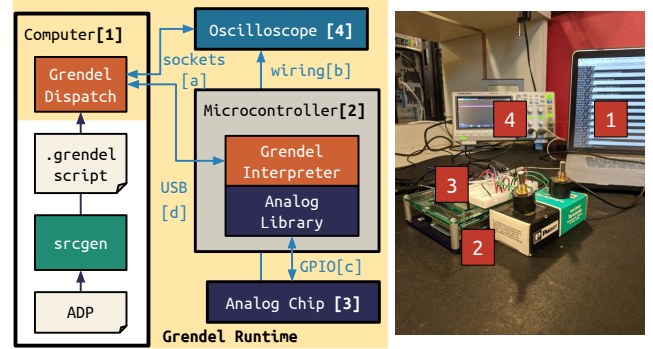 Computer[1]
Grendel
Dispatch
.grendel
script
srcgen
ADP
sockets
[a]
USB
[d]
Oscilloscope [4]
wiring[b]
Microcontroller[2]
Grendel
Interpreter
Analog
Library
GPIO[c]
Analog Chip [3]
Grendel Runtime
4
1
3
2